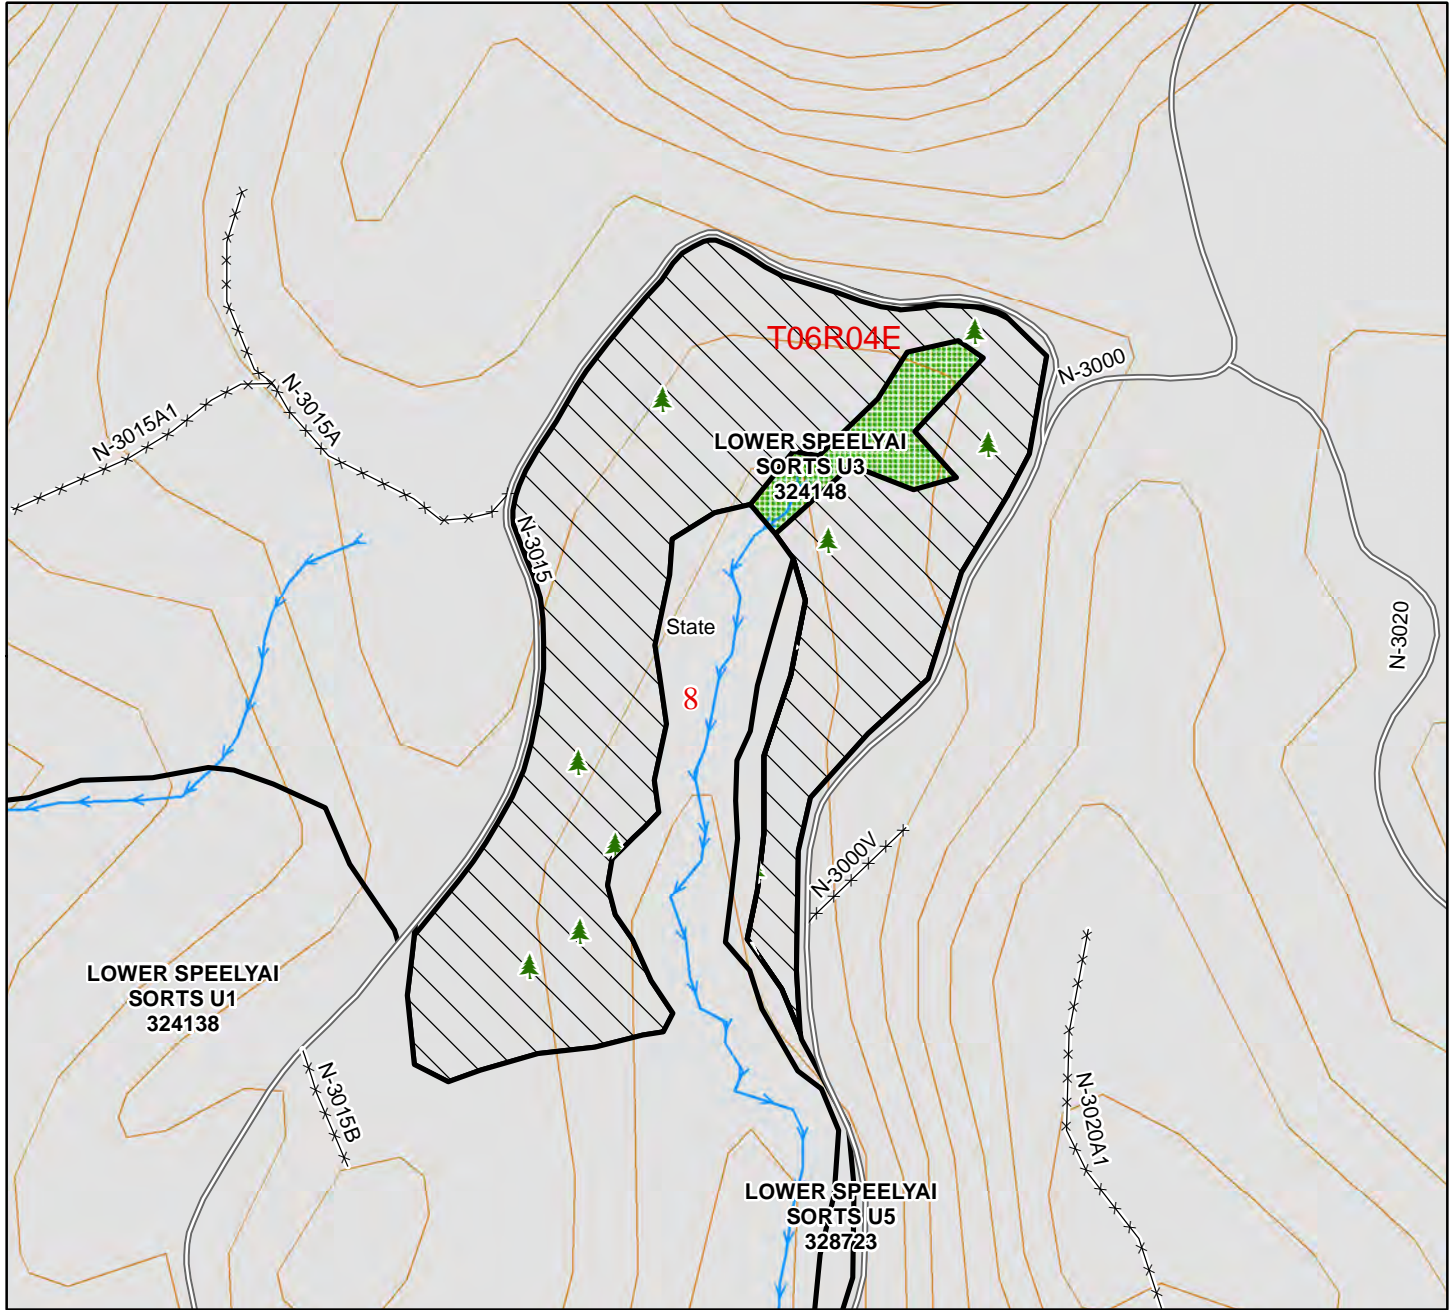 T06R04E
N-3000
N-3015A1
N-3015A
LOWER SPEELYAI
SORTS U3
324148
N-3015
State
N-3020
8
N-3000V
LOWER SPEELYAI
SORTS U1
324138
N-3015B
N-3020A1
LOWER SPEELYAI
SORTS U5
328723